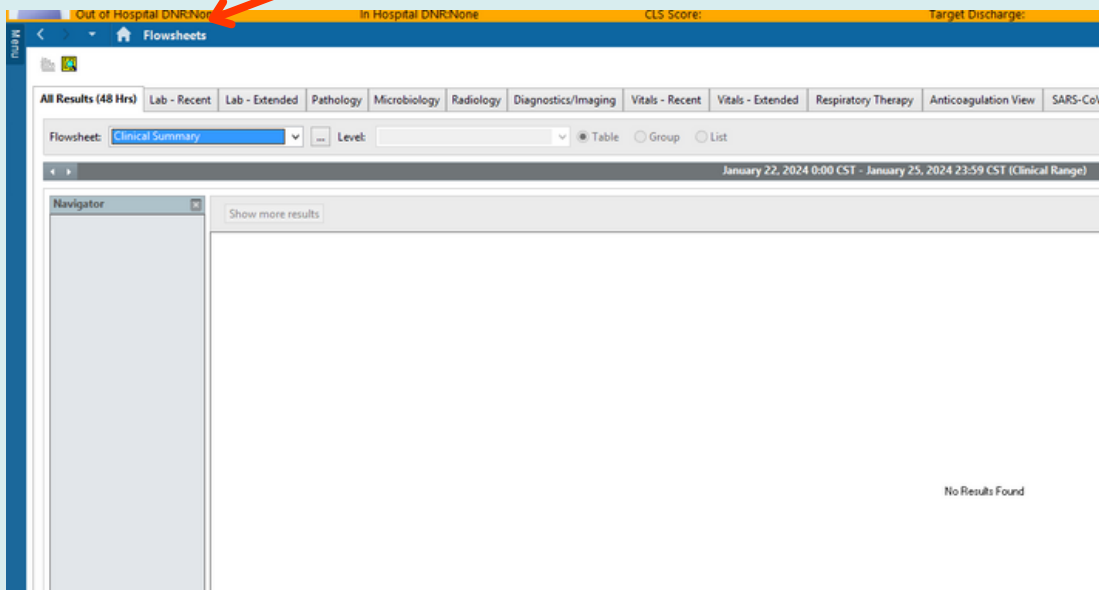 Out of Hospital DNR:None In Hospital DNR:None CLS Score: Target Discharge:
Menu
Flowsheets
All Results (48 Hrs) Lab - Recent Lab - Extended Pathology Microbiology Radiology Diagnostics/Imaging Vitals - Recent Vitals - Extended Respiratory Therapy Anticoagulation View SARS-CoV
Flowsheet: Clinical Summary ... Level: Table Group List
January 22, 2024 0:00 CST - January 25, 2024 23:59 CST (Clinical Range)
Navigator
Show more results
No Results Found